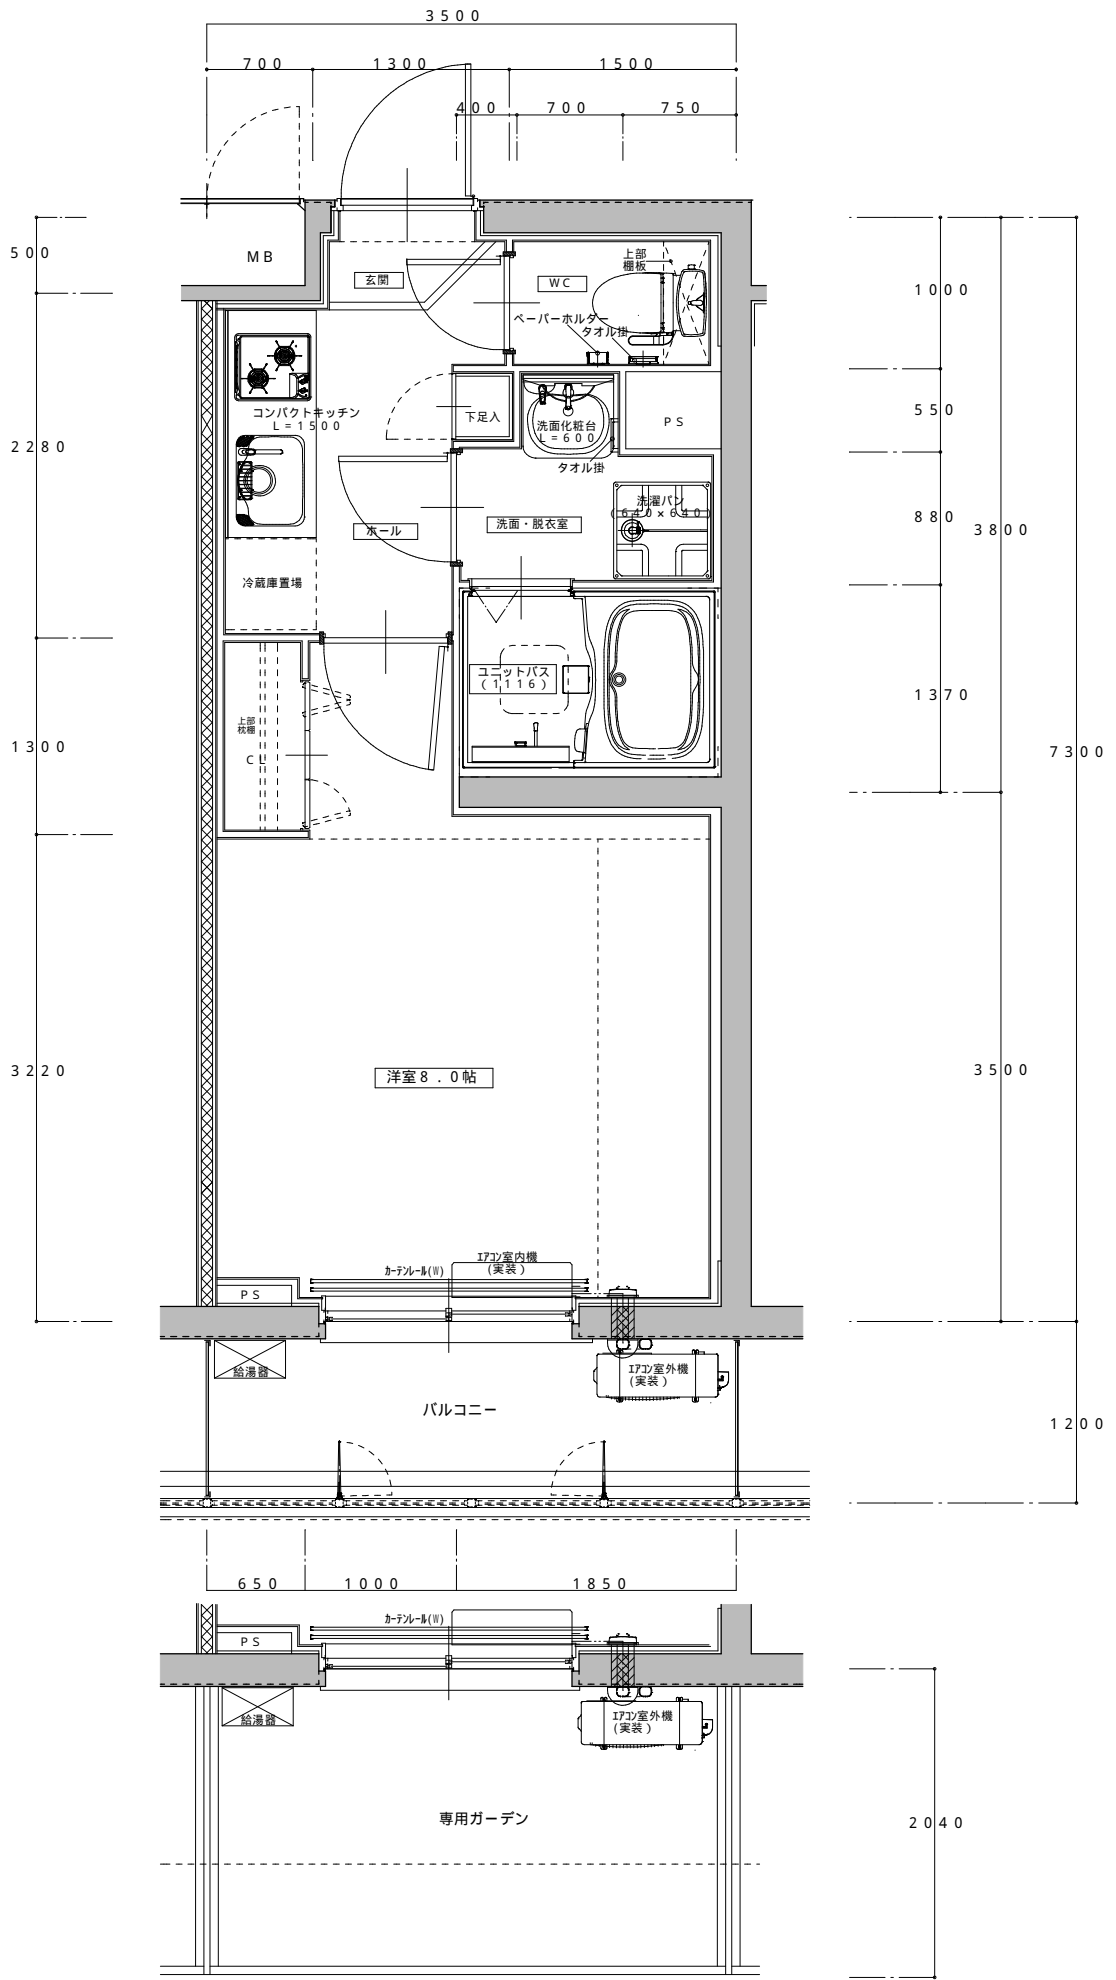 3500
700
1300
1500
400
700
750
500
MB
玄関
WC
上部
棚板
1000
ペーパーホルダー
タオル掛
コンパクトキッチン
L=1500
下足入
洗面化粧台
L=600
PS
550
2280
タオル掛
ホール
洗面・脱衣室
洗濯パン
(640×640)
880
3800
冷蔵庫置場
ユニットバス
(1116)
1370
上部
枕棚
CL
1300
7300
3220
洋室8.0帖
3500
エアコン室内機
(実装)
カーテンレール(W)
PS
給湯器
エアコン室外機
(実装)
バルコニー
1200
650
1000
1850
カーテンレール(W)
PS
給湯器
エアコン室外機
(実装)
専用ガーデン
2040